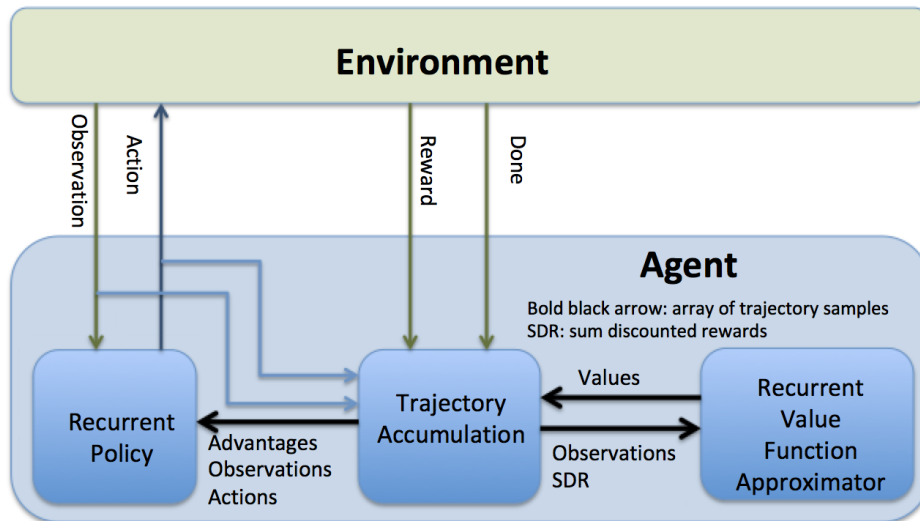 Environment
Observation
Action
Reward
Done
Agent
Bold black arrow: array of trajectory samples
SDR: sum discounted rewards
Recurrent
Policy
Advantages
Observations
Actions
Trajectory
Accumulation
Values
Observations
SDR
Recurrent
Value
Function
Approximator